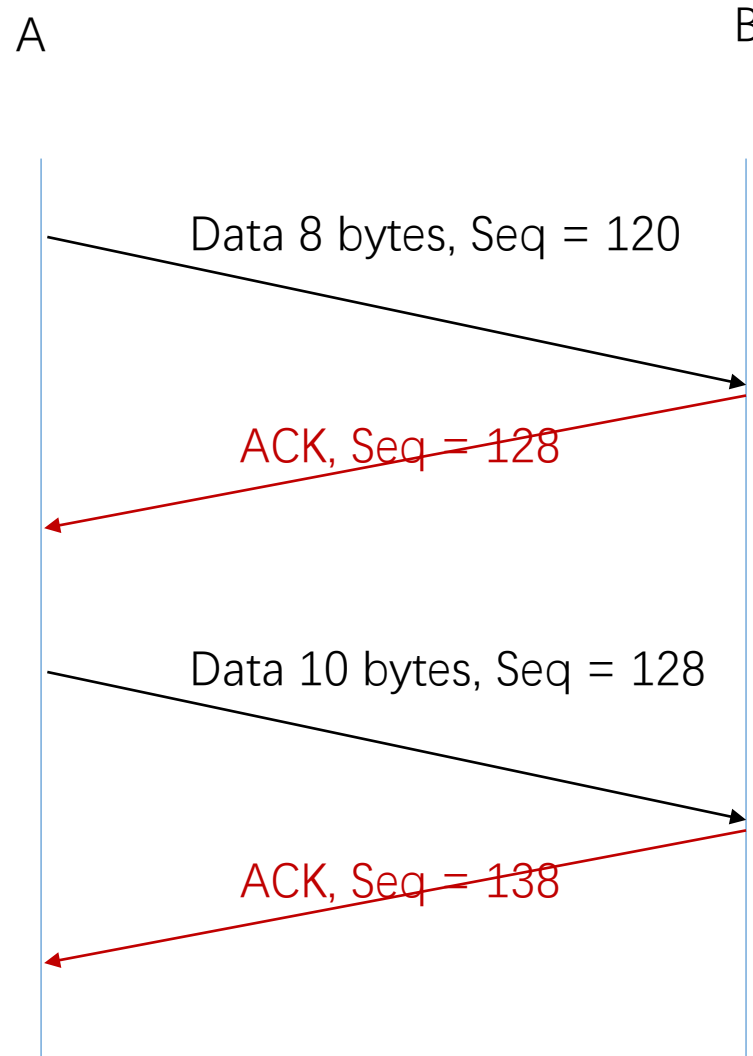 A
B
Data 8 bytes, Seq = 120
ACK, Seq = 128
Data 10 bytes, Seq = 128
ACK, Seq = 138